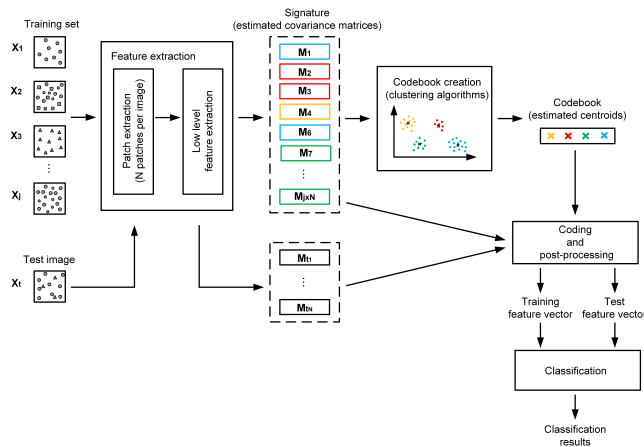 Training set
X1
X2
X3
⋮
Xj
Test image
Xt
Feature extraction
Patch extraction
(N patches per image)
Low level
feature extraction
Signature
(estimated covariance matrices)
M1
M2
M3
M4
M6
M7
⋮
MjxN
Mt1
⋮
MtN
Codebook creation
(clustering algorithms)
Codebook
(estimated centroids)
Coding
and
post-processing
Training
feature vector
Test
feature vector
Classification
Classification
results